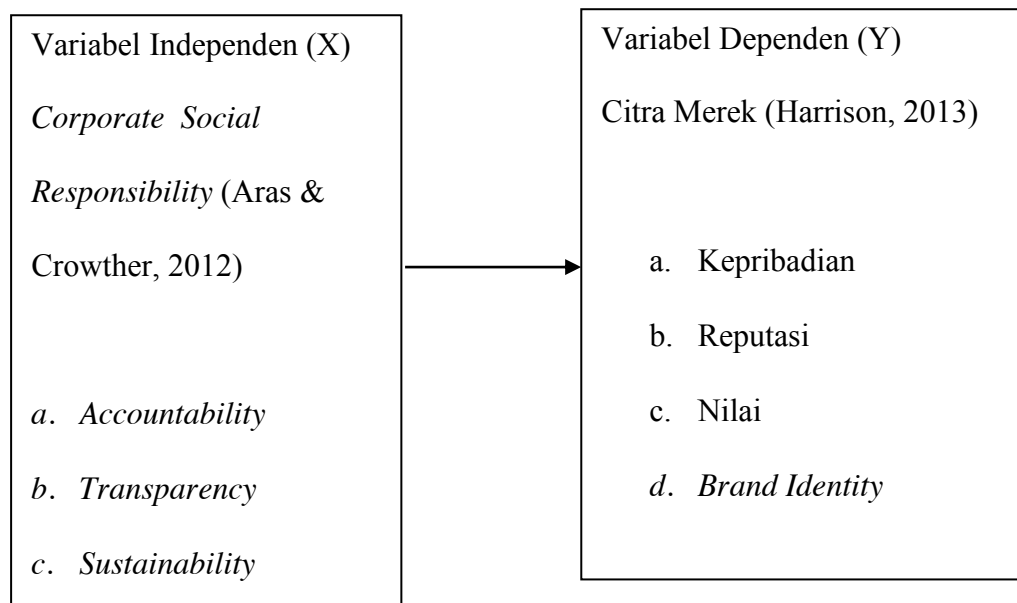 Variabel Independen (X)
Corporate Social
Responsibility (Aras &
Crowther, 2012)
a. Accountability
b. Transparency
c. Sustainability
Variabel Dependen (Y)
Citra Merek (Harrison, 2013)
a. Kepribadian
b. Reputasi
c. Nilai
d. Brand Identity